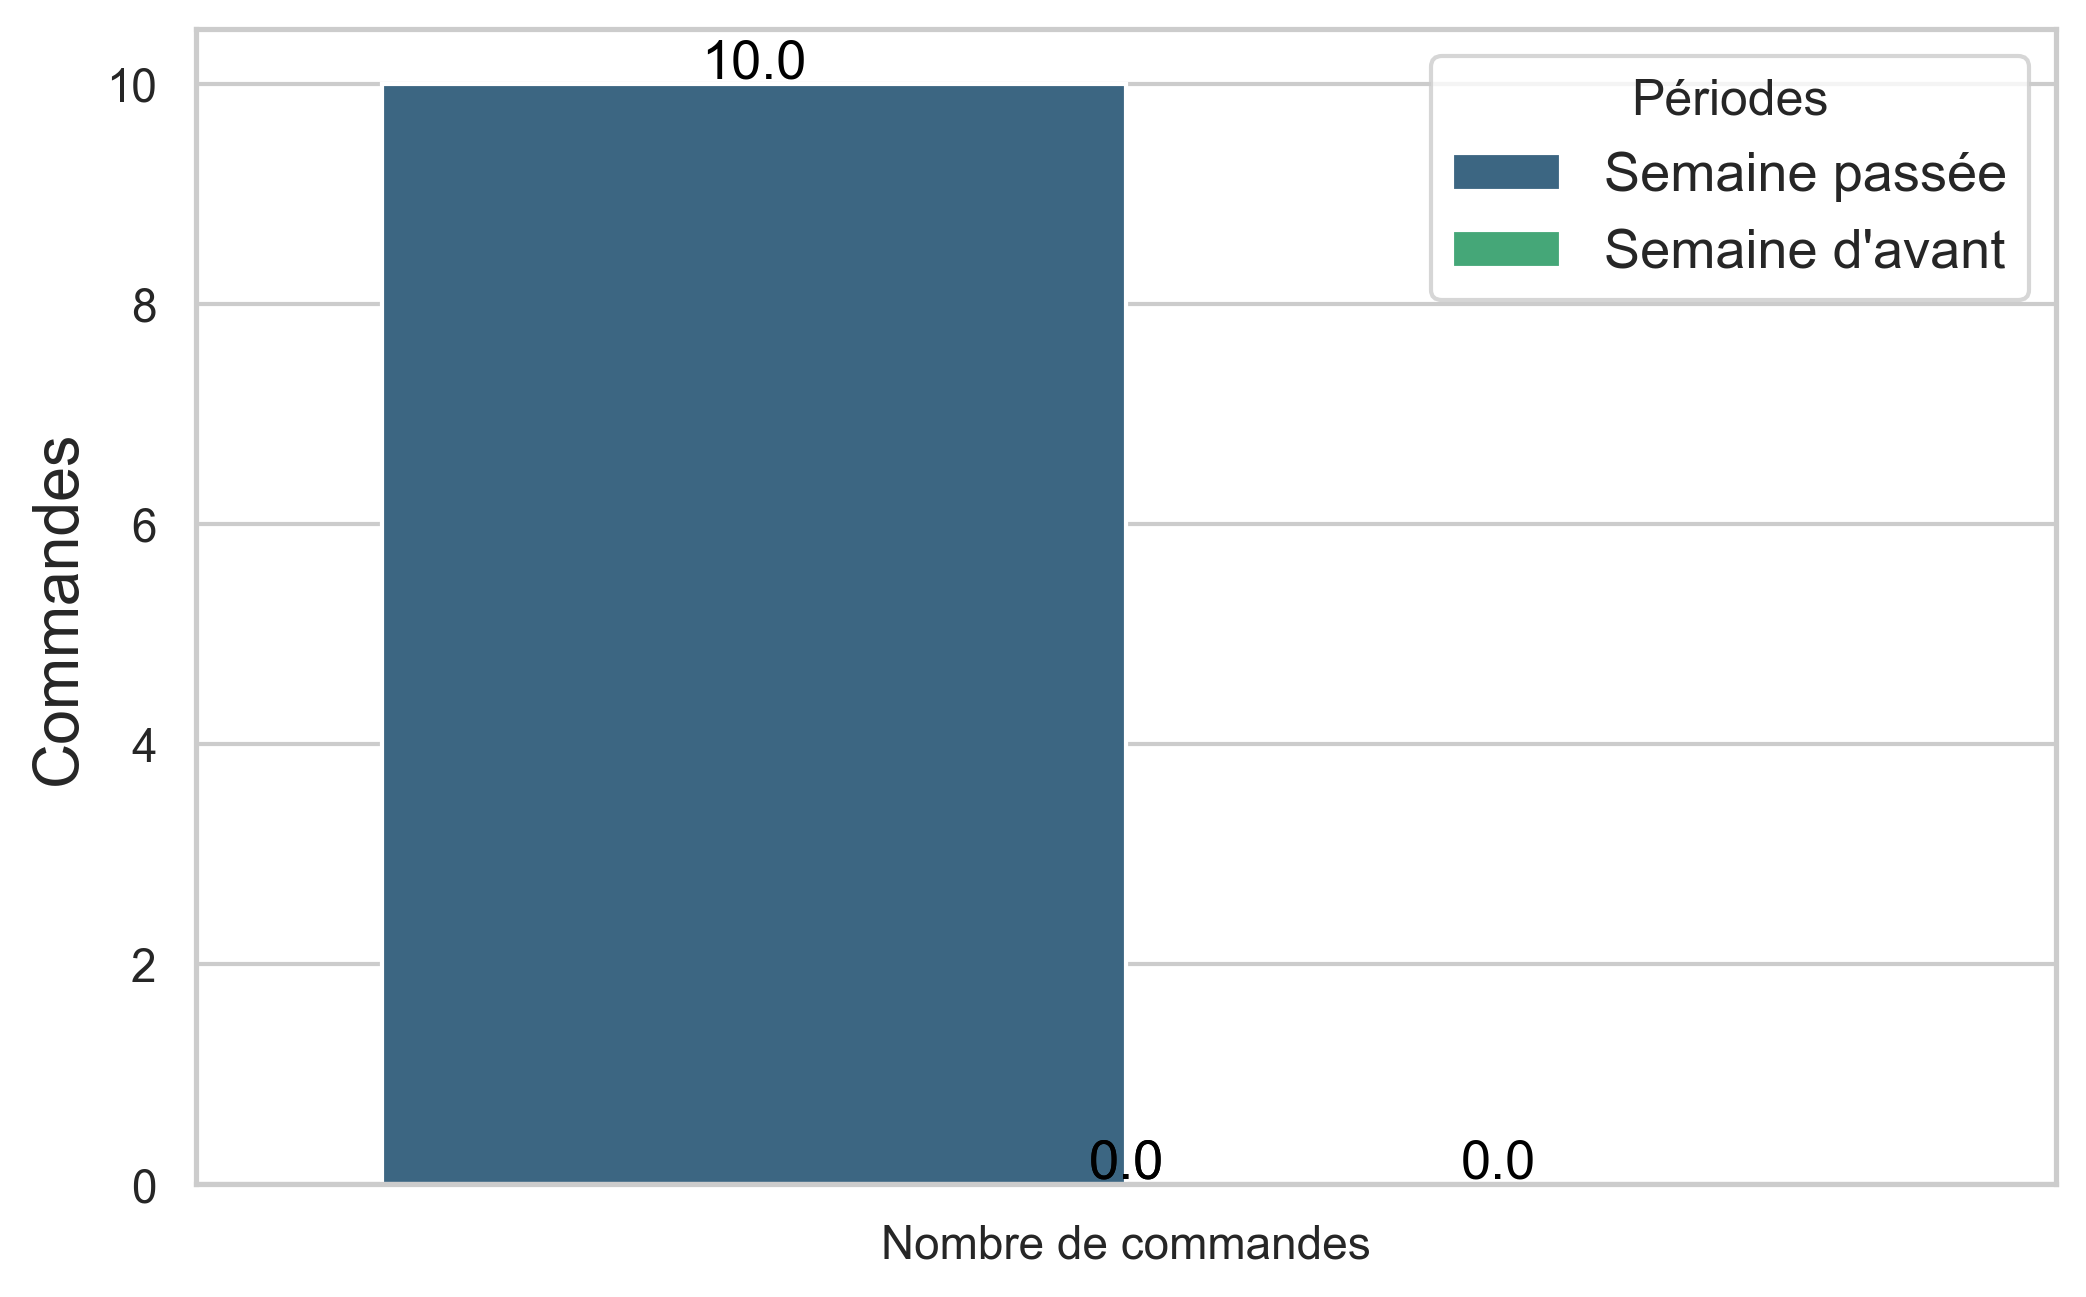 10.0
10
8
6
4
2
0
Commandes
Périodes
Semaine passée
Semaine d'avant
0.0
0.0
Nombre de commandes